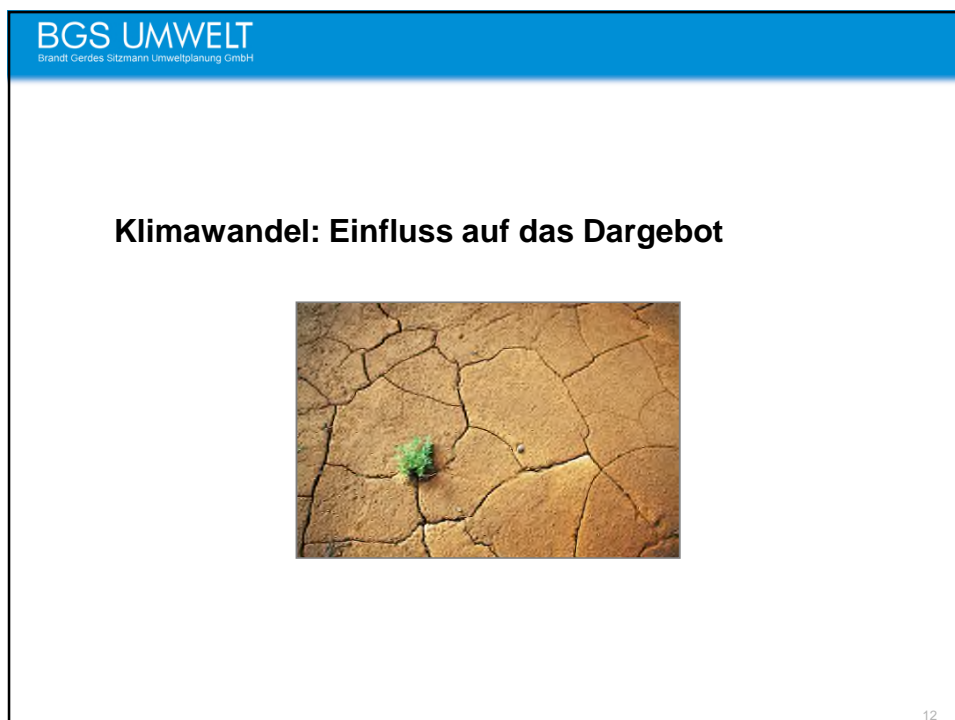 BGS UMWELT
Brandt Gerdes Sitzmann Umweltplanung GmbH
Klimawandel: Einfluss auf das Dargebot
12